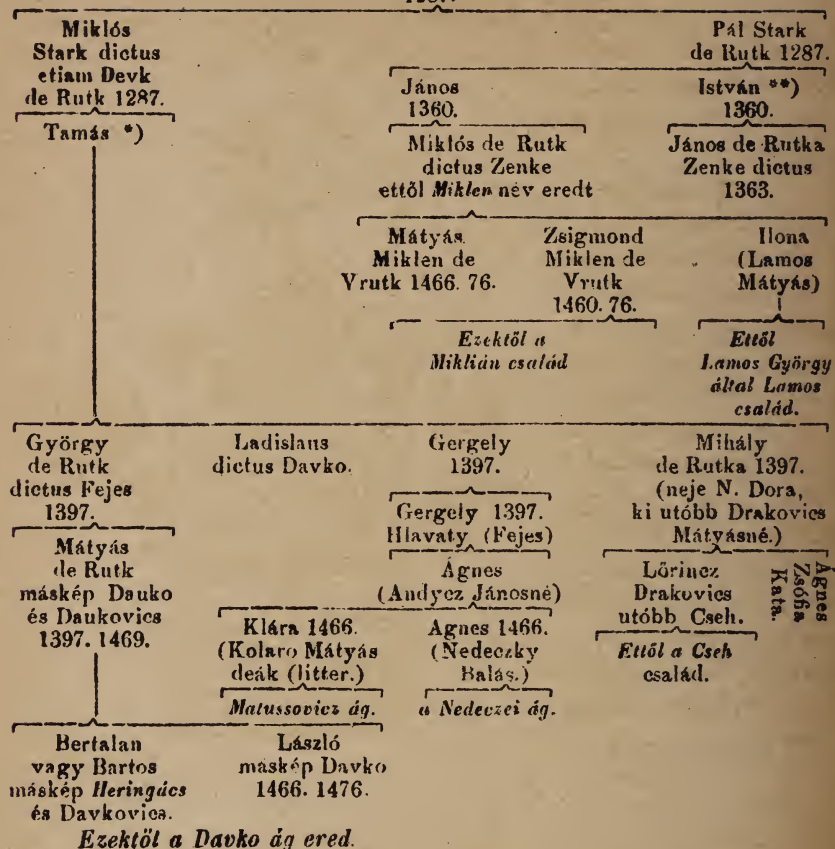 Miklós
Stark dictus
etiam Devk
de Rutk 1287.
Pál Stark
de Rutk 1287.
Tamás *)
János
1360.
István **)
1360.
Miklós de Rutk
dictus Zenke
ettől Miklen név eredt
János de Rutka
Zenke dictus
1363.
Mátyás
Miklen de
Vrutk 1466. 76.
Zsigmond
Miklen de
Vrutk
1460. 76.
Ilona
(Lamos
Mátyás)
Ezektől a
Miklián család
Ettől
Lamos György
által Lamos
család.
György
de Rutk
dictus Fejes
1397.
Ladislaus
dictus Davko.
Gergely
1397.
Mihály
de Rutka 1397.
(neje N. Dora,
ki utóbb Drakovics
Mátyásné.)
Mátyás
de Rutk
máskép Dauko
és Daukovics
1397. 1469.
Gergely 1397.
Hlavaty (Fejes)
Ágnes
(Andycz Jánosné)
Lőrincz
Drakovics
utóbb Cseh.
Ágnes
Zsófia
Kata.
Klára 1466.
(Kolaro Mátyás
deák (litter.)
Agnes 1466.
(Nedeczky
Balás.)
Ettől a Cseh
család.
Matussovicz ág.
a Nedeczei ág.
Bertalan
vagy Bartos
máskép Heringács
és Davkovics.
László
máskép Davko
1466. 1476.
Ezektől a Davko ág ered.